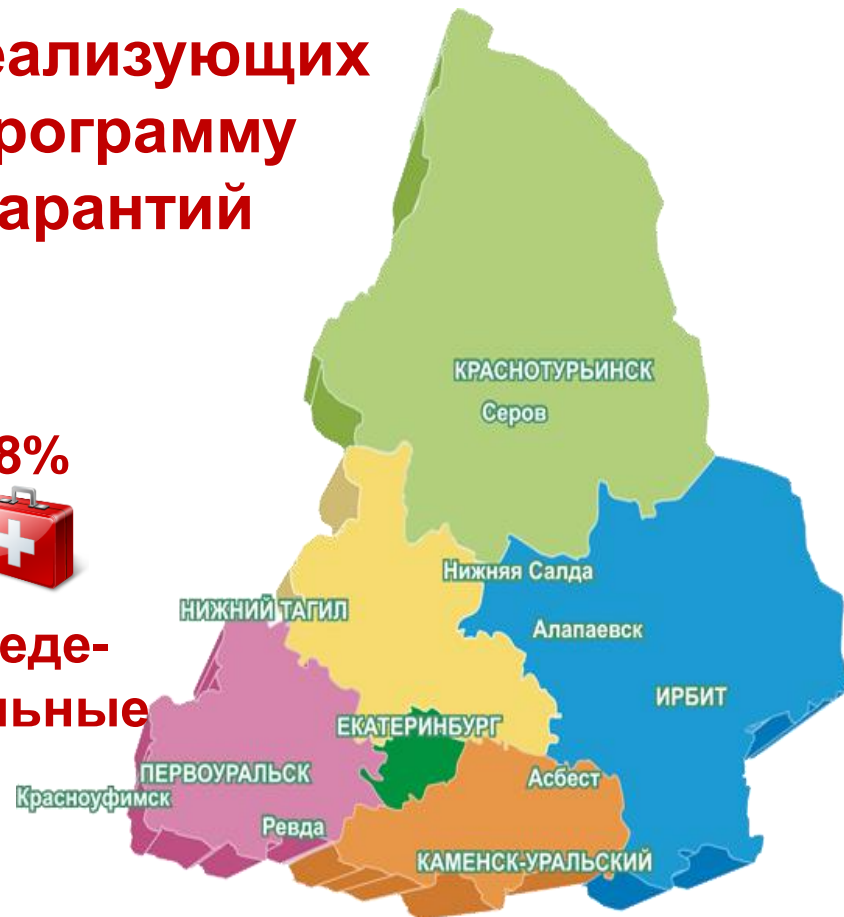 еализующих
рограмму
арантий
8%
еде-
льные
КРАСНОТУРЬИНСК
Серов
Нижняя Салда
НИЖНИЙ ТАГИЛ
Алапаевск
ИРБИТ
ЕКАТЕРИНБУРГ
ПЕРВОУРАЛЬСК
Асбест
Красноуфимск
Ревда
КАМЕНСК-УРАЛЬСКИЙ